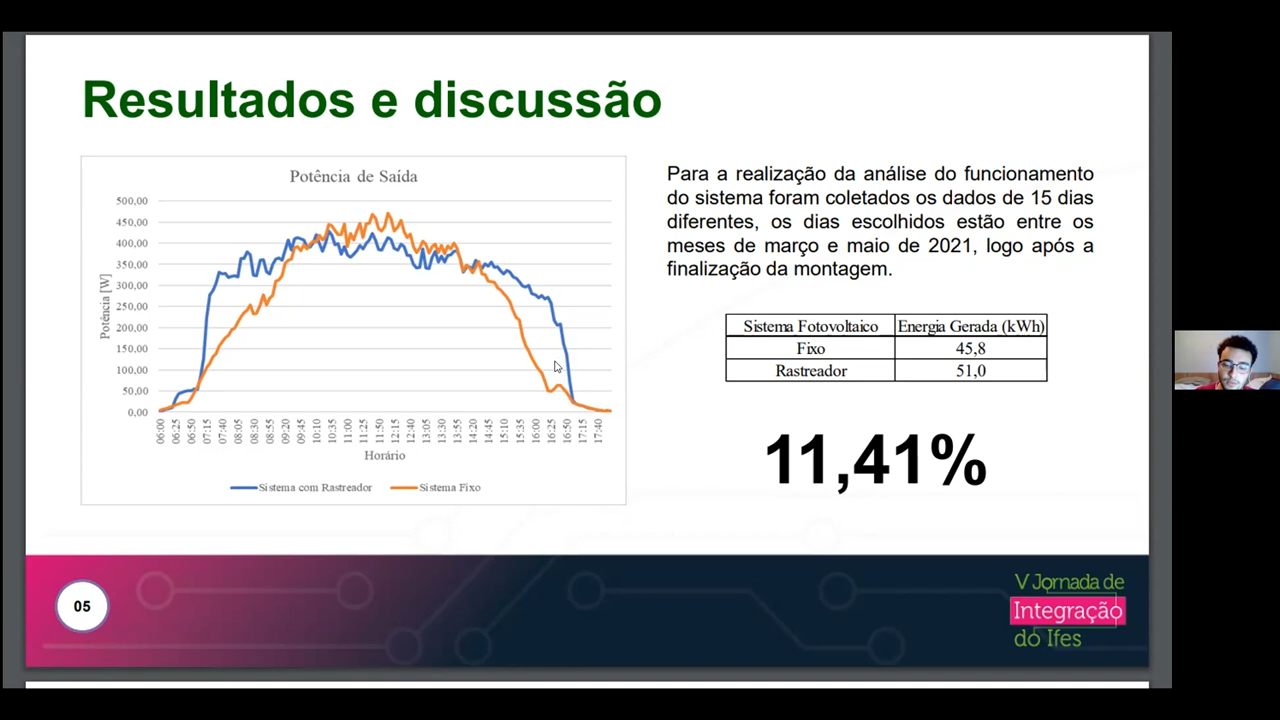 Resultados e discussão
Potência de Saída
500,00
450,00
400,00
350,00
300,00
250,00
200,00
150,00
100,00
50,00
0,00
Potência [W]
06:00
06:25
06:50
07:15
07:40
08:05
08:30
08:55
09:20
09:45
10:10
10:35
11:00
11:25
11:50
12:15
12:40
13:05
13:30
13:55
14:20
14:45
15:10
15:35
16:00
16:25
16:50
17:15
17:40
Horário
Sistema com Rastreador Sistema Fixo
Para a realização da análise do funcionamento
do sistema foram coletados os dados de 15 dias
diferentes, os dias escolhidos estão entre os
meses de março e maio de 2021, logo após a
finalização da montagem.
Sistema Fotovoltaico Energia Gerada (kWh)
Fixo 45,8
Rastreador 51,0
11,41%
05
V Jornada de
Integração
do Ifes